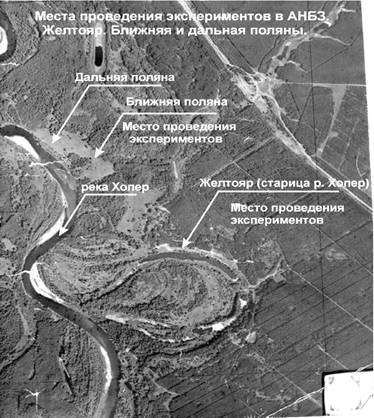 Места проведения экспериментов в АНБЗ.
Желтояр. Ближняя и дальная поляны.
Дальняя поляна
Ближняя поляна
Место проведения
экспериментов
река Хопер
Желтояр (старица р. Хопер)
Место проведения
экспериментов